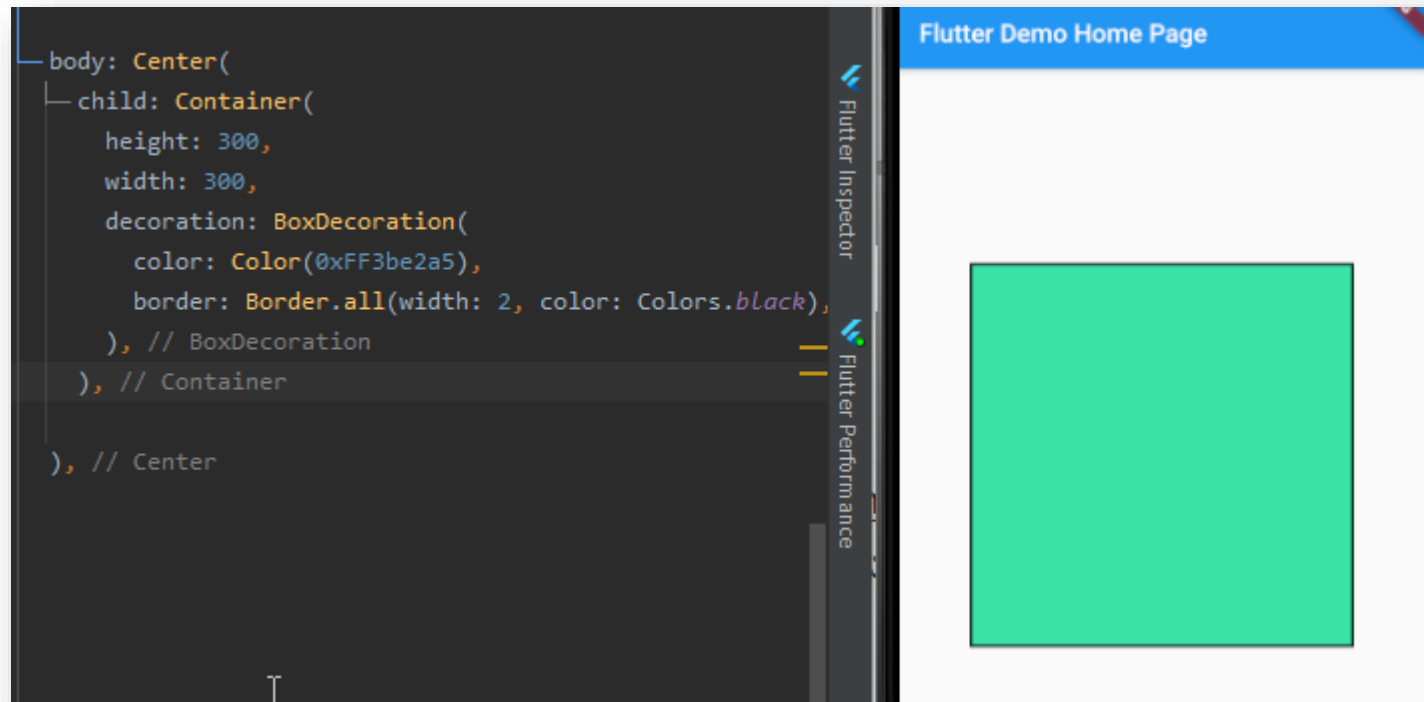 body: Center(
child: Container(
height: 300,
width: 300,
decoration: BoxDecoration(
color: Color(0xFF3be2a5),
border: Border.all(width: 2, color: Colors.black),
), // BoxDecoration
), // Container
), // Center
Flutter Inspector
Flutter Performance
Flutter Demo Home Page